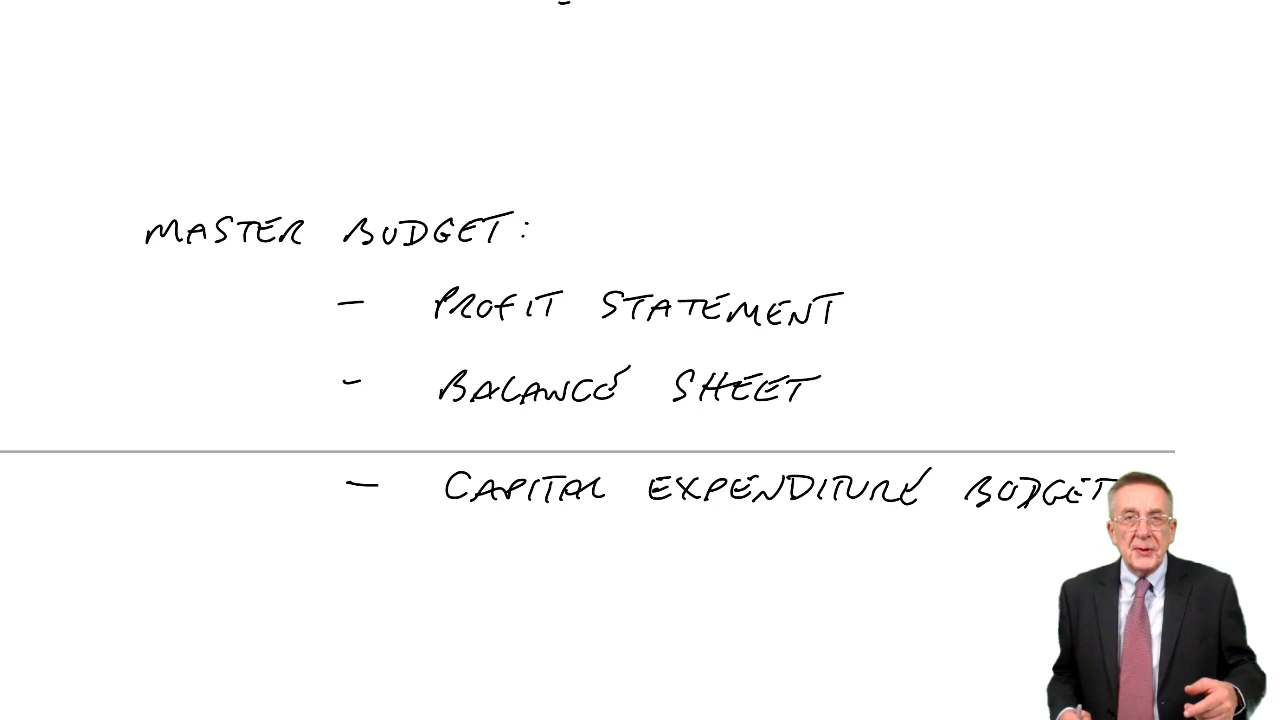 MASTER BUDGET:
- PROFIT STATEMENT
- BALANCE SHEET
- CAPITAL EXPENDITURE BUDGET